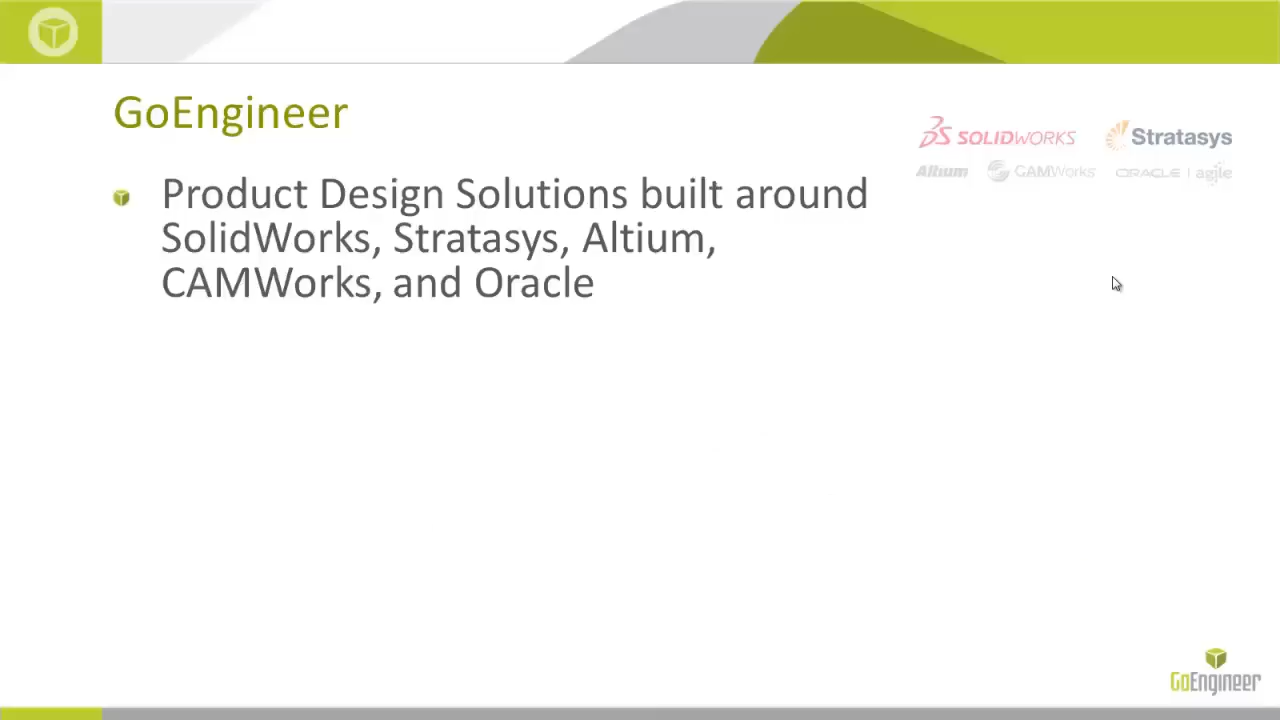 GoEngineer
SOLIDWORKS Stratasys
Altium CAMWorks ORACLE | agile
Product Design Solutions built around
SolidWorks, Stratasys, Altium,
CAMWorks, and Oracle
GoEngineer